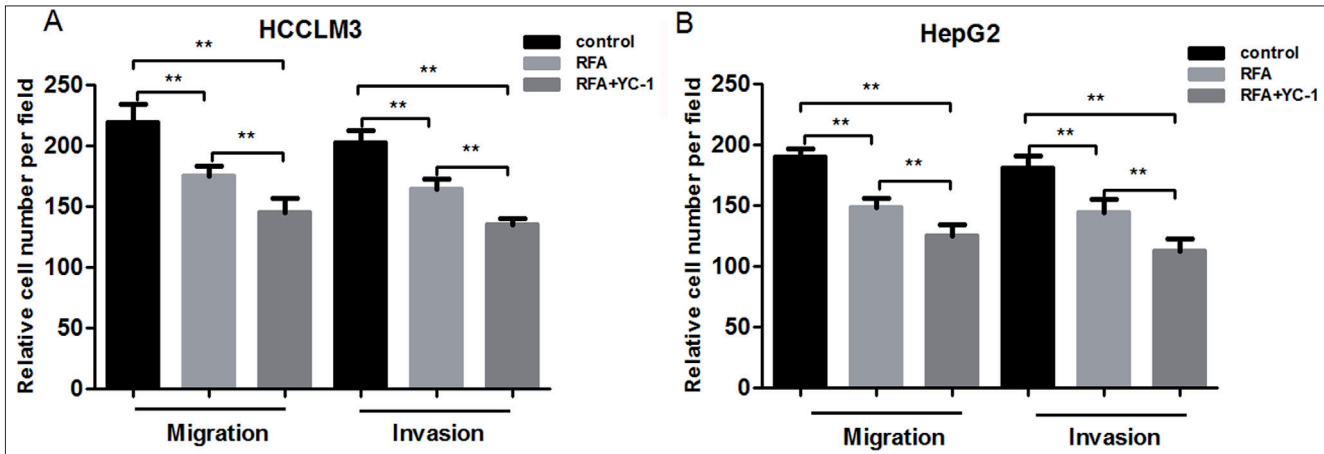 A
HCCLM3
control
RFA
RFA+YC-1
Relative cell number per field
250
200
150
100
50
0
**
**
**
**
**
**
Migration
Invasion
B
HepG2
control
RFA
RFA+YC-1
Relative cell number per field
250
200
150
100
50
0
**
**
**
**
**
**
Migration
Invasion